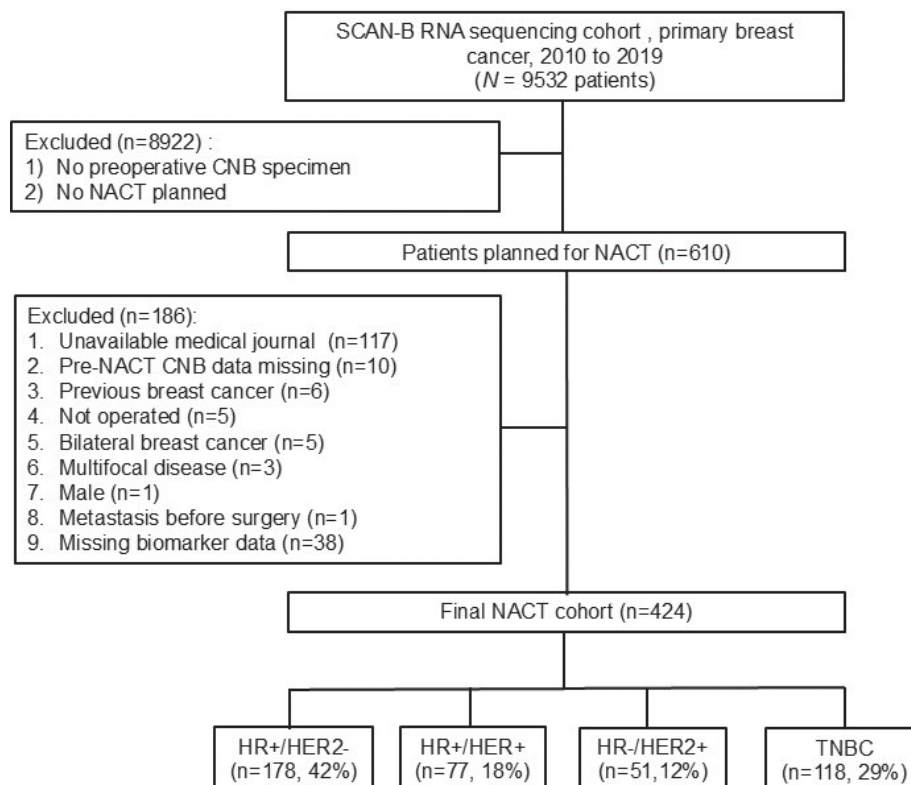 SCAN-B RNA sequencing cohort , primary breast
cancer, 2010 to 2019
(N = 9532 patients)
Excluded (n=8922) :
1) No preoperative CNB specimen
2) No NACT planned
Patients planned for NACT (n=610)
Excluded (n=186):
1. Unavailable medical journal (n=117)
2. Pre-NACT CNB data missing (n=10)
3. Previous breast cancer (n=6)
4. Not operated (n=5)
5. Bilateral breast cancer (n=5)
6. Multifocal disease (n=3)
7. Male (n=1)
8. Metastasis before surgery (n=1)
9. Missing biomarker data (n=38)
Final NACT cohort (n=424)
HR+/HER2-
(n=178, 42%)
HR+/HER+
(n=77, 18%)
HR-/HER2+
(n=51,12%)
TNBC
(n=118, 29%)